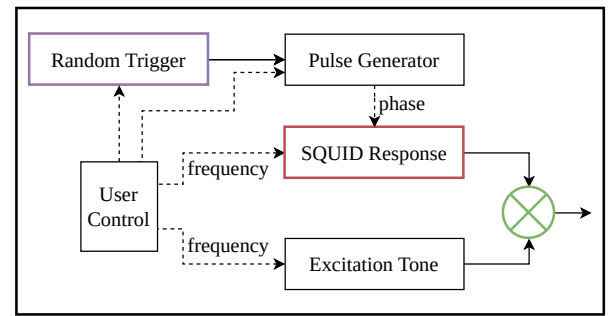 Random Trigger
Pulse Generator
phase
SQUID Response
frequency
User
Control
frequency
Excitation Tone